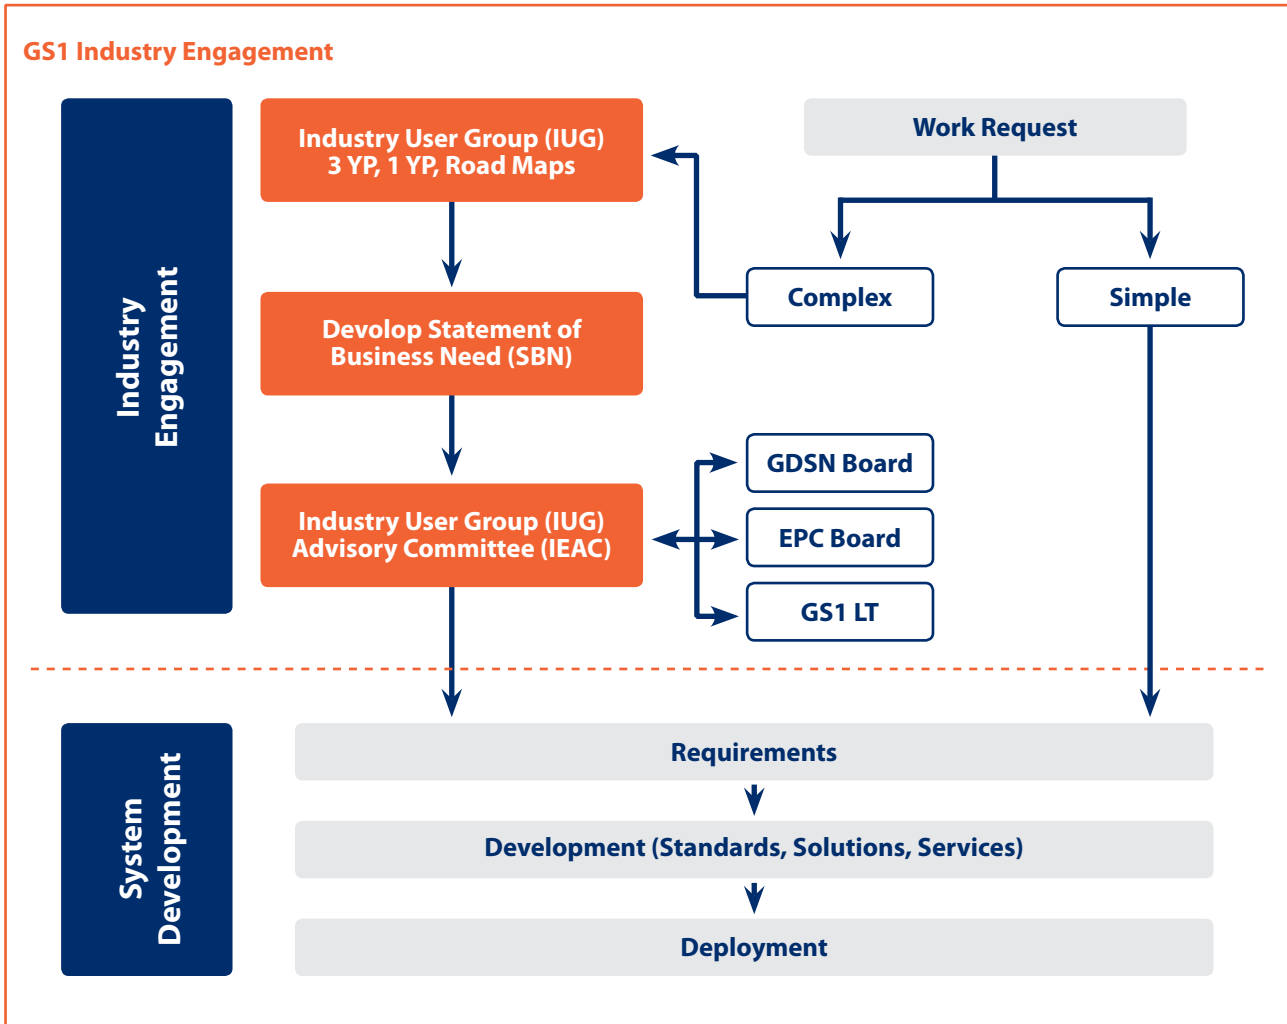 GS1 Industry Engagement
Industry
Engagement
Industry User Group (IUG)
3 YP, 1 YP, Road Maps
Work Request
Complex
Simple
Devolop Statement of
Business Need (SBN)
Industry User Group (IUG)
Advisory Committee (IEAC)
GDSN Board
EPC Board
GS1 LT
System
Development
Requirements
Development (Standards, Solutions, Services)
Deployment